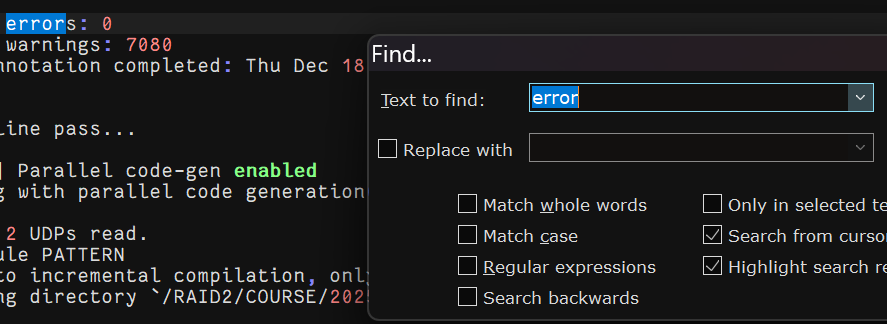 errors: 0
warnings: 7080
nnotation completed: Thu Dec 18
Line pass...
] Parallel code-gen enabled
g with parallel code generation
2 UDPs read.
ule PATTERN
to incremental compilation, only
ng directory `/RAID2/COURSE/2025
Find...
Text to find:
error
Replace with
Match whole words
Only in selected te
Match case
Search from curso
Regular expressions
Highlight search re
Search backwards